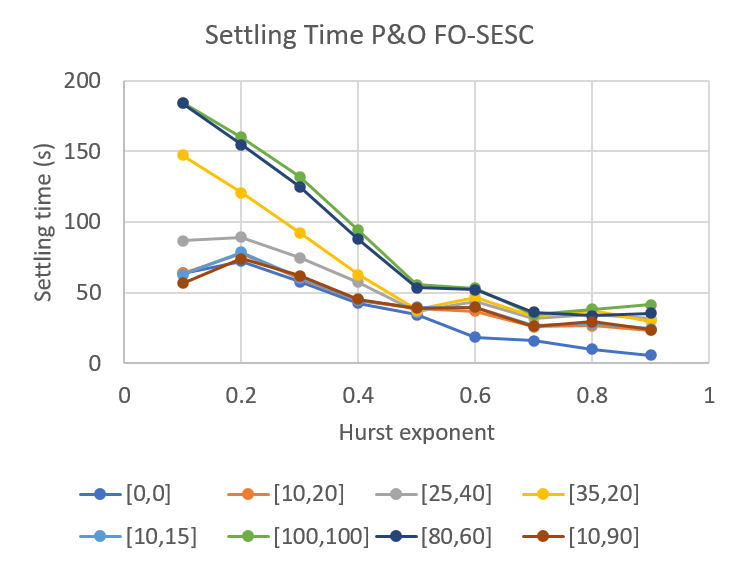 Settling Time P&O FO-SESC
200
150
100
50
0
Settling time (s)
0 0.2 0.4 0.6 0.8 1
Hurst exponent
[0,0] [10,20] [25,40] [35,20]
[10,15] [100,100] [80,60] [10,90]